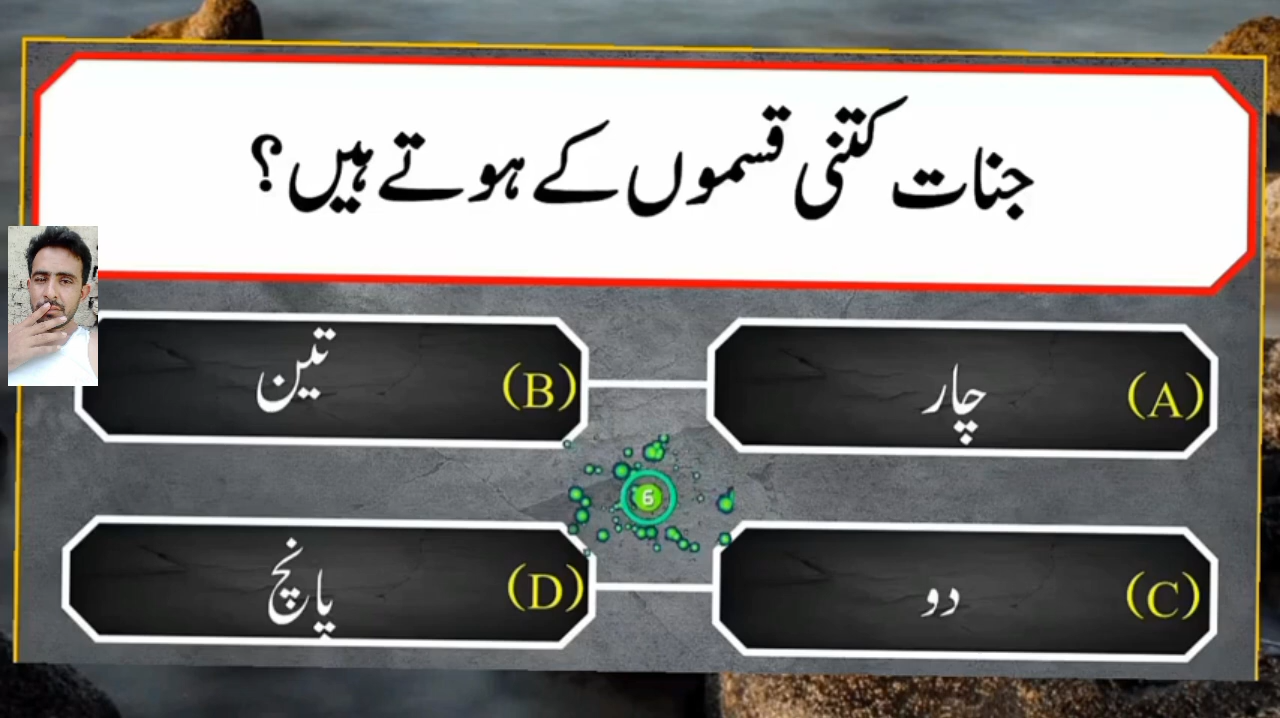 جنات کتنی قسموں کے ہوتے ہیں؟
(A) چار
(B) تین
6
(C) دو
(D) پانچ